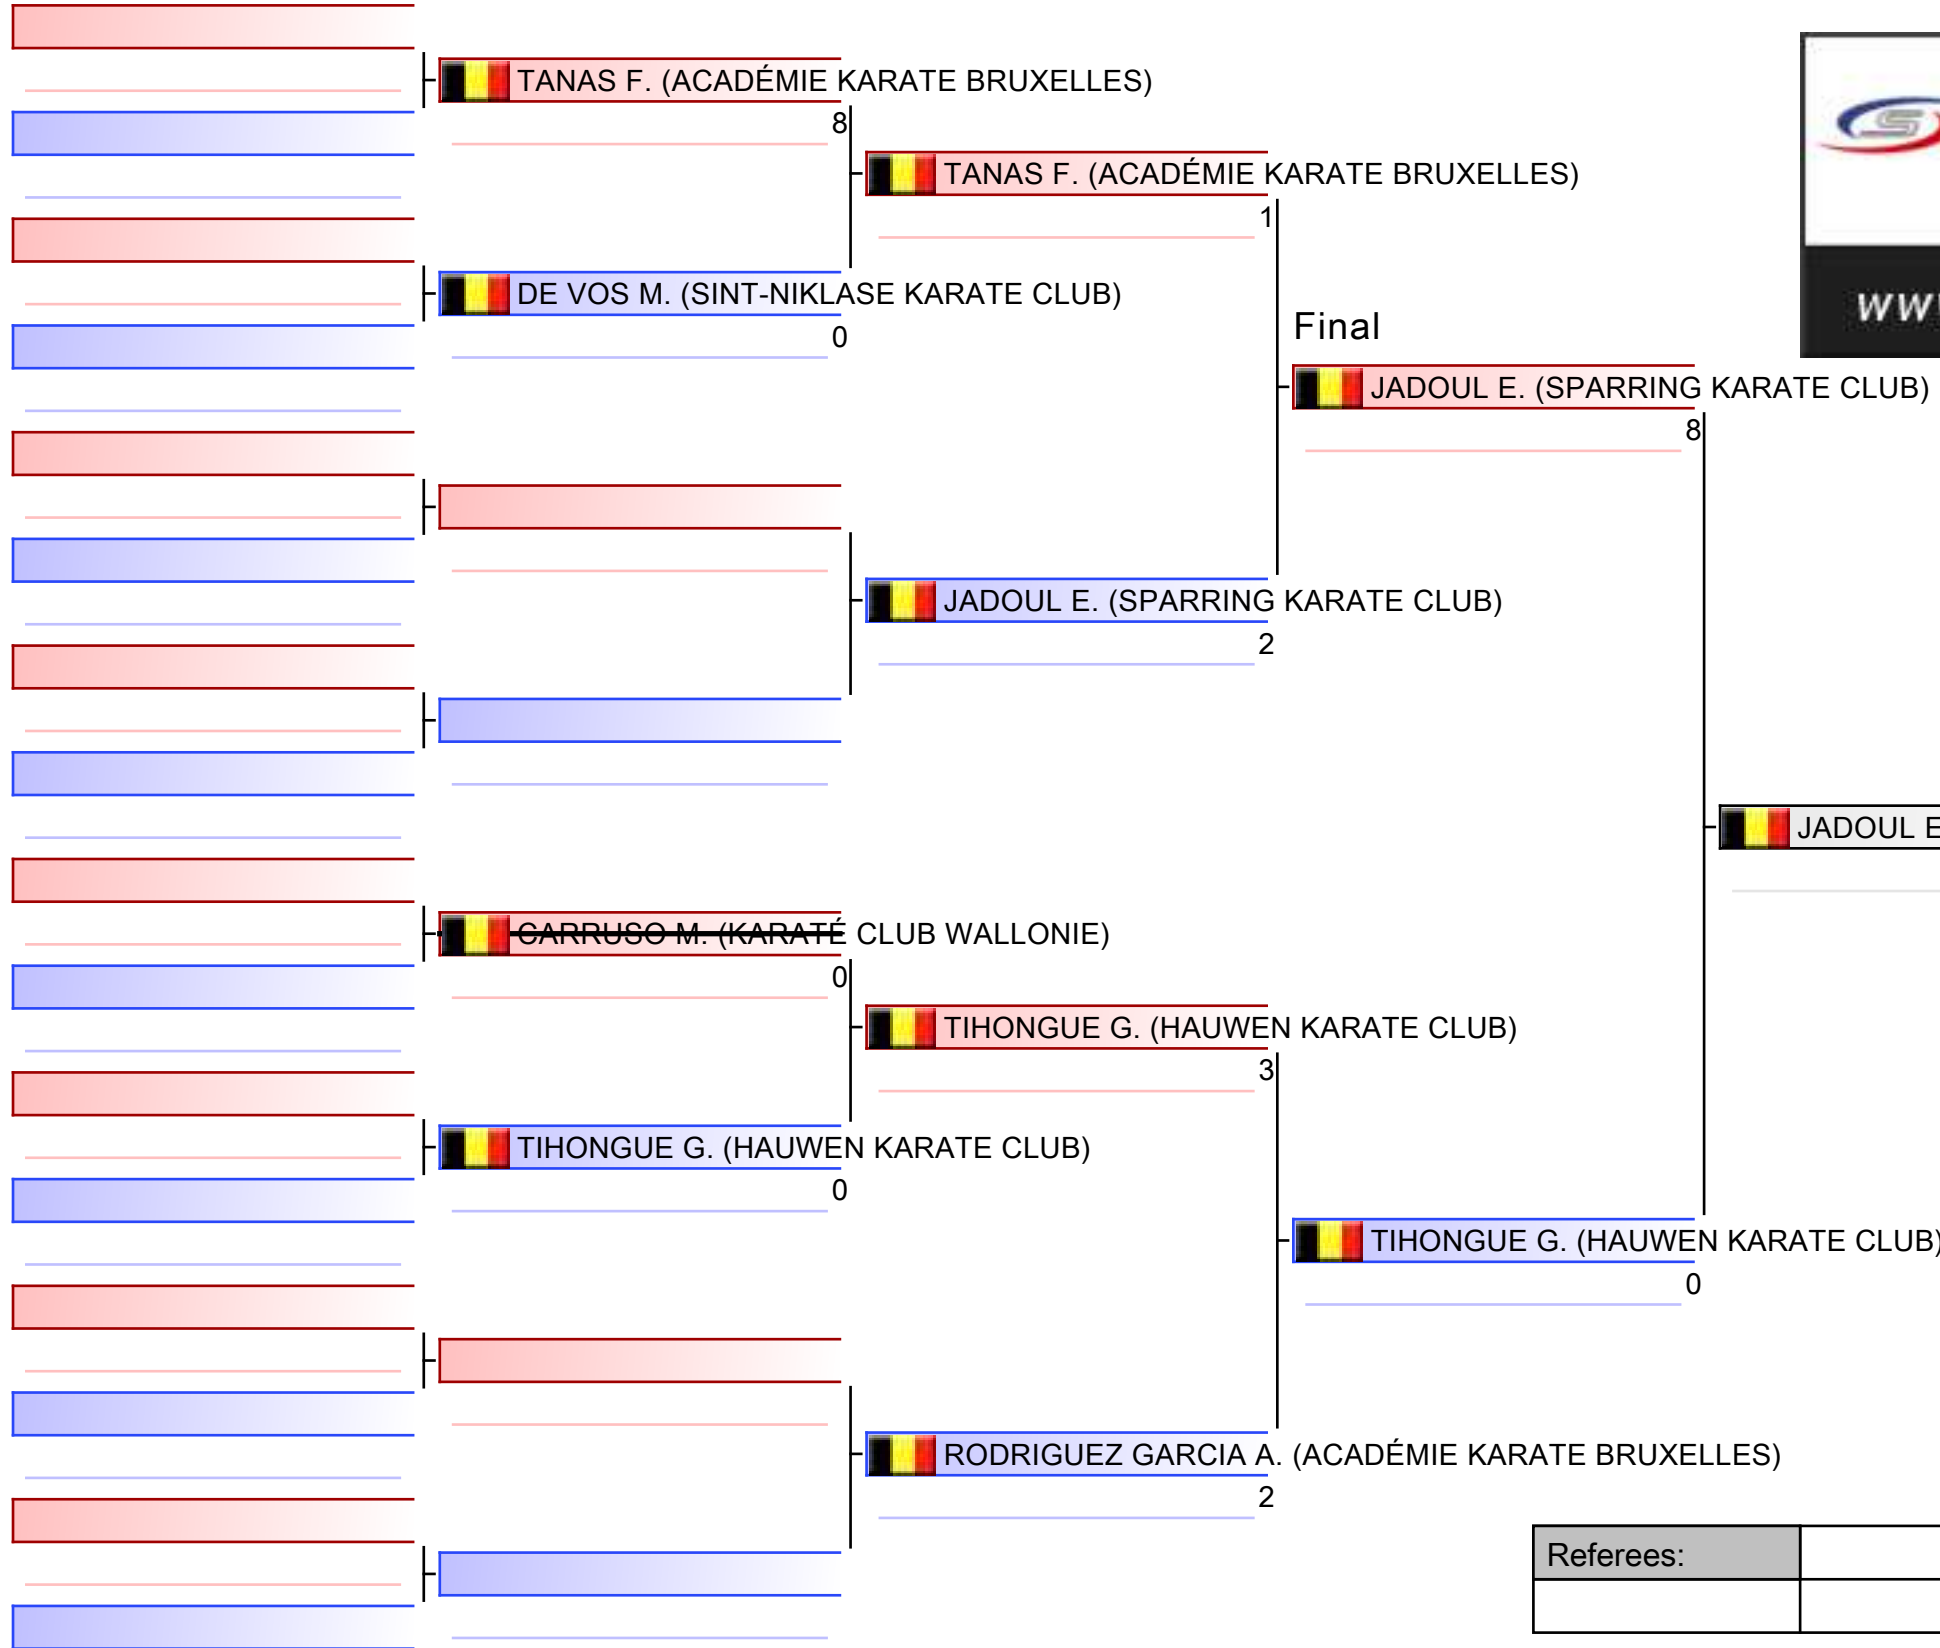 TANAS F. (ACADÉMIE KARATE BRUXELLES)
8
TANAS F. (ACADÉMIE KARATE BRUXELLES)
1
DE VOS M. (SINT-NIKLASE KARATE CLUB)
0
Final
JADOUL E. (SPARRING KARATE CLUB)
8
JADOUL E. (SPARRING KARATE CLUB)
2
JADOUL E
CARRUSO M. (KARATÉ CLUB WALLONIE)
0
TIHONGUE G. (HAUWEN KARATE CLUB)
3
TIHONGUE G. (HAUWEN KARATE CLUB)
0
TIHONGUE G. (HAUWEN KARATE CLUB)
0
RODRIGUEZ GARCIA A. (ACADÉMIE KARATE BRUXELLES)
2
Referees: